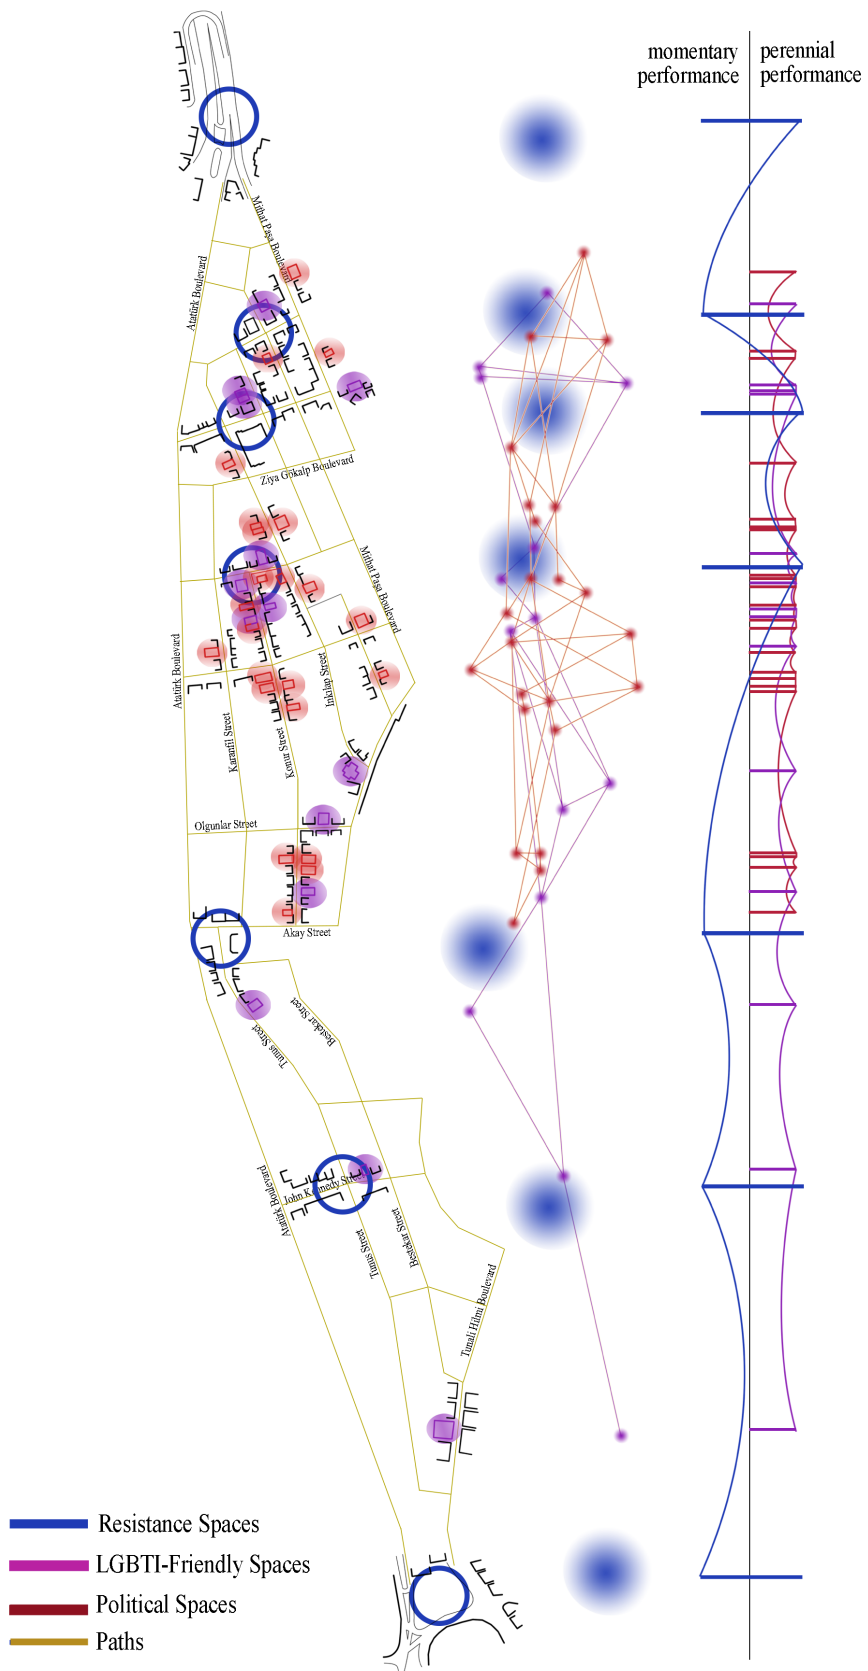 momentary
performance
perennial
performance
Mithat Paşa Boulevard
Atatürk Boulevard
Ziya Gökalp Boulevard
Mithat Paşa Boulevard
Atatürk Boulevard
İnkılap Street
Karanfil Street
Konur Street
Olgunlar Street
Akay Street
Bestekar Street
Tunus Street
Atatürk Boulevard
John Kennedy Street
Bestekar Street
Tunus Street
Tunali Hilmi Boulevard
Resistance Spaces
LGBTI-Friendly Spaces
Political Spaces
Paths